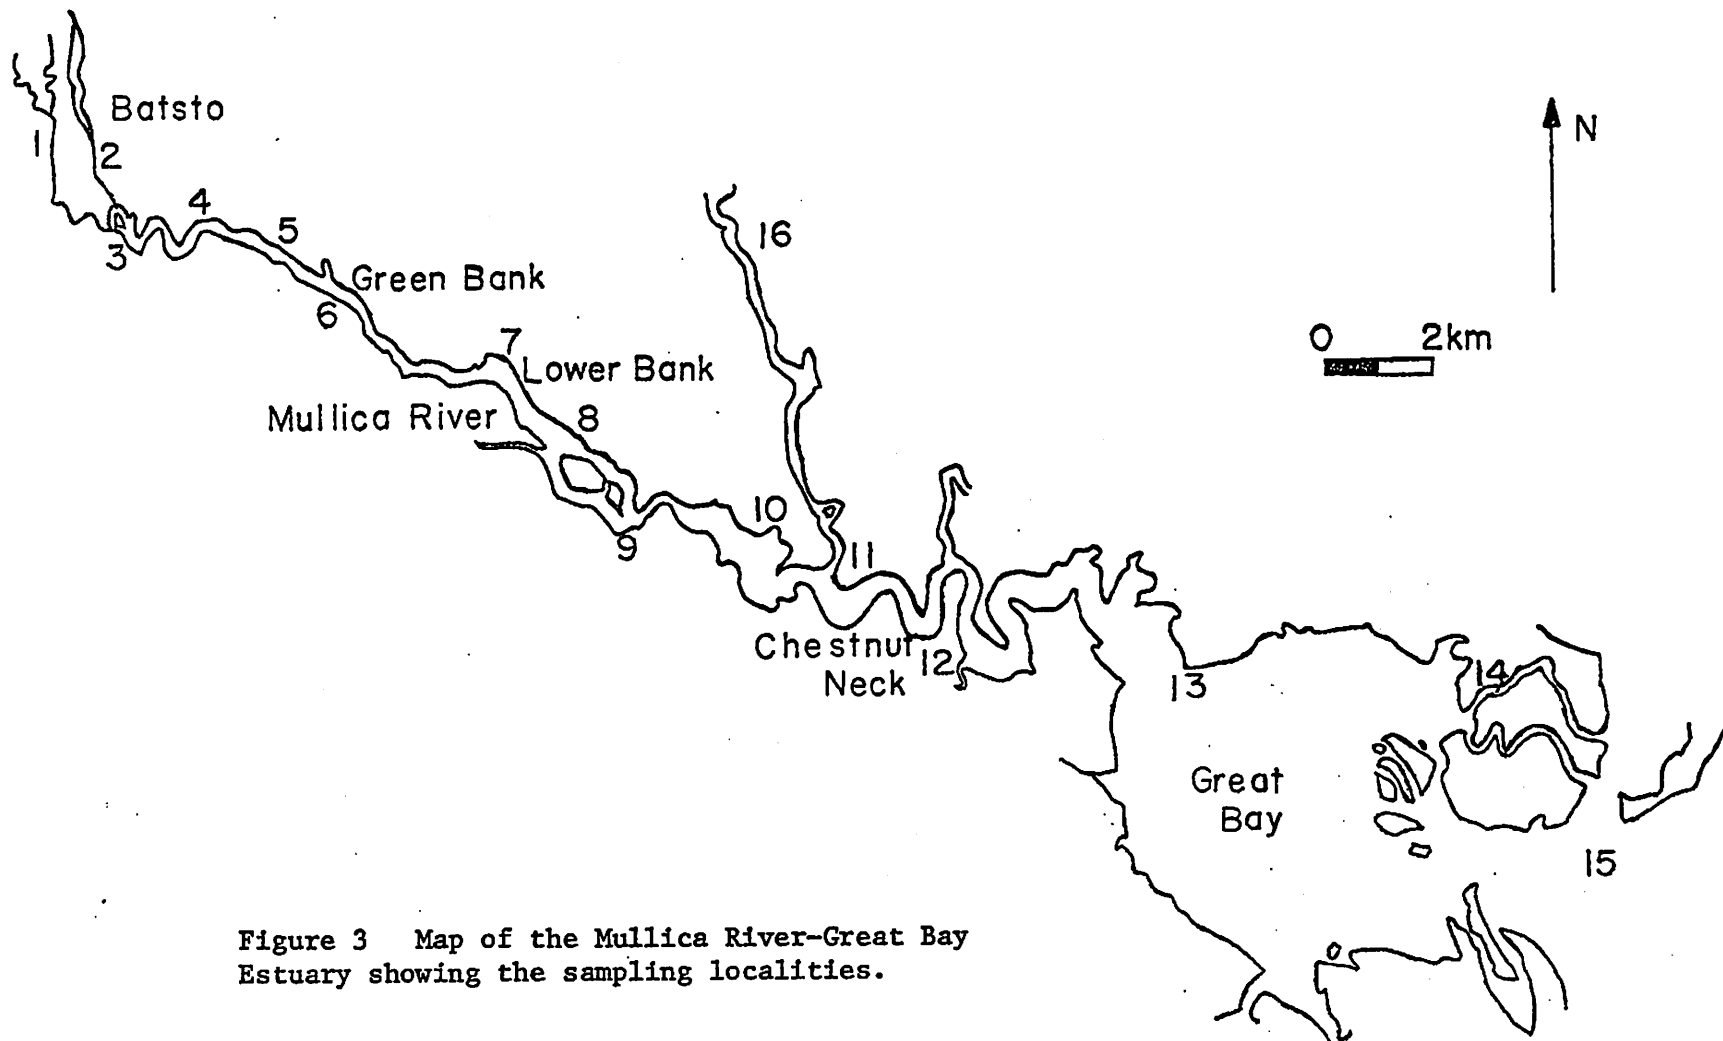 Batsto
1
2
N
4
16
5
3
Green Bank
6
0 2km
7
Lower Bank
Mullica River
8
10
9
11
Chestnut
Neck
12
13
14
Great
Bay
15
Figure 3 Map of the Mullica River-Great Bay
Estuary showing the sampling localities.